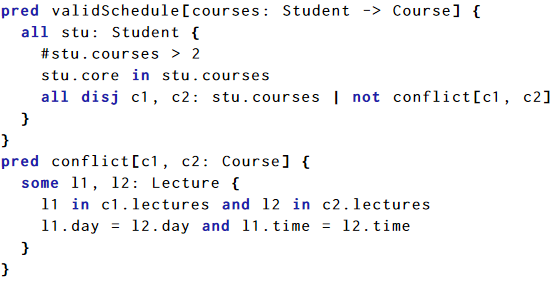 pred validSchedule[courses: Student -> Course] {
  all stu: Student {
    #stu.courses > 2
    stu.core in stu.courses
    all disj c1, c2: stu.courses | not conflict[c1, c2]
  }
}
pred conflict[c1, c2: Course] {
  some l1, l2: Lecture {
    l1 in c1.lectures and l2 in c2.lectures
    l1.day = l2.day and l1.time = l2.time
  }
}